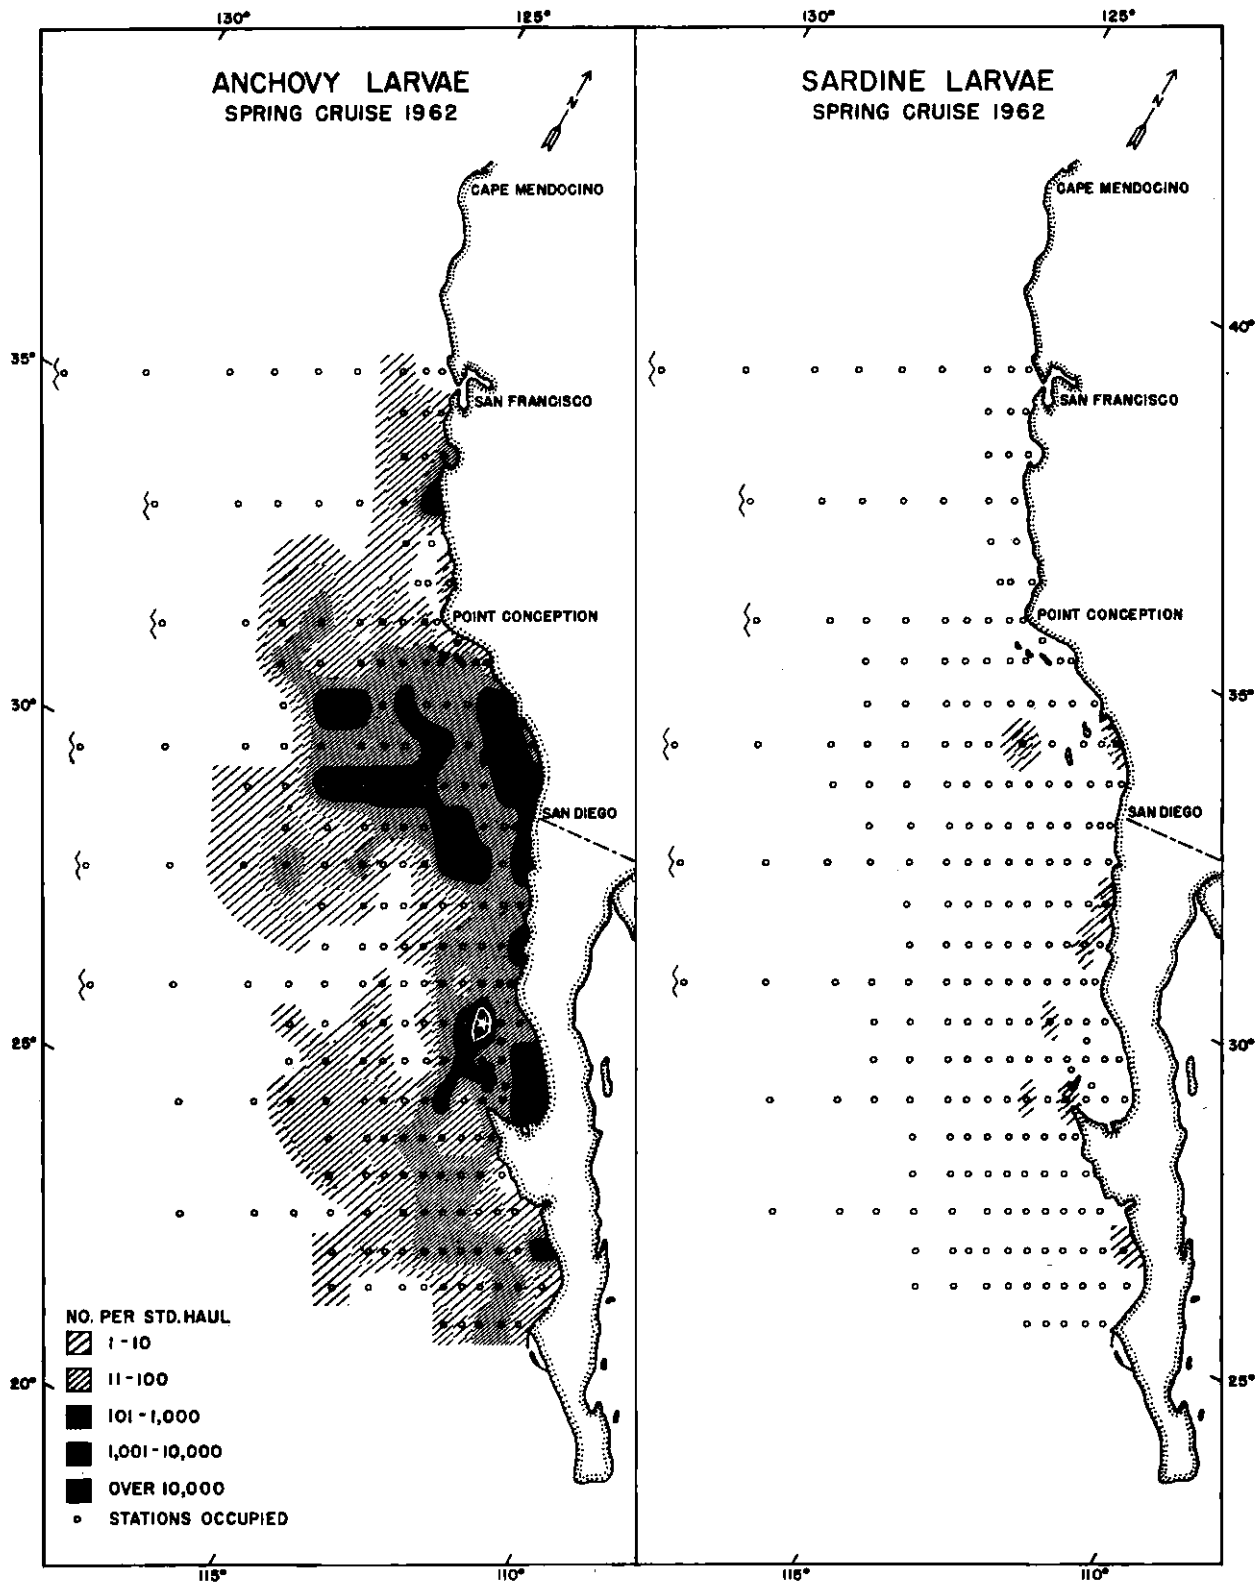 130°
125°
125°
ANCHOVY LARVAE
SPRING CRUISE 1962
N
CAPE MENDOCINO
35°
SAN FRANCISCO
POINT CONCEPTION
30°
SAN DIEGO
25°
20°
NO. PER STD. HAUL
1-10
11-100
101-1,000
1,001-10,000
OVER 10,000
STATIONS OCCUPIED
115°
110°
SARDINE LARVAE
SPRING CRUISE 1962
N
CAPE MENDOCINO
40°
SAN FRANCISCO
POINT CONCEPTION
35°
SAN DIEGO
30°
25°
115°
110°